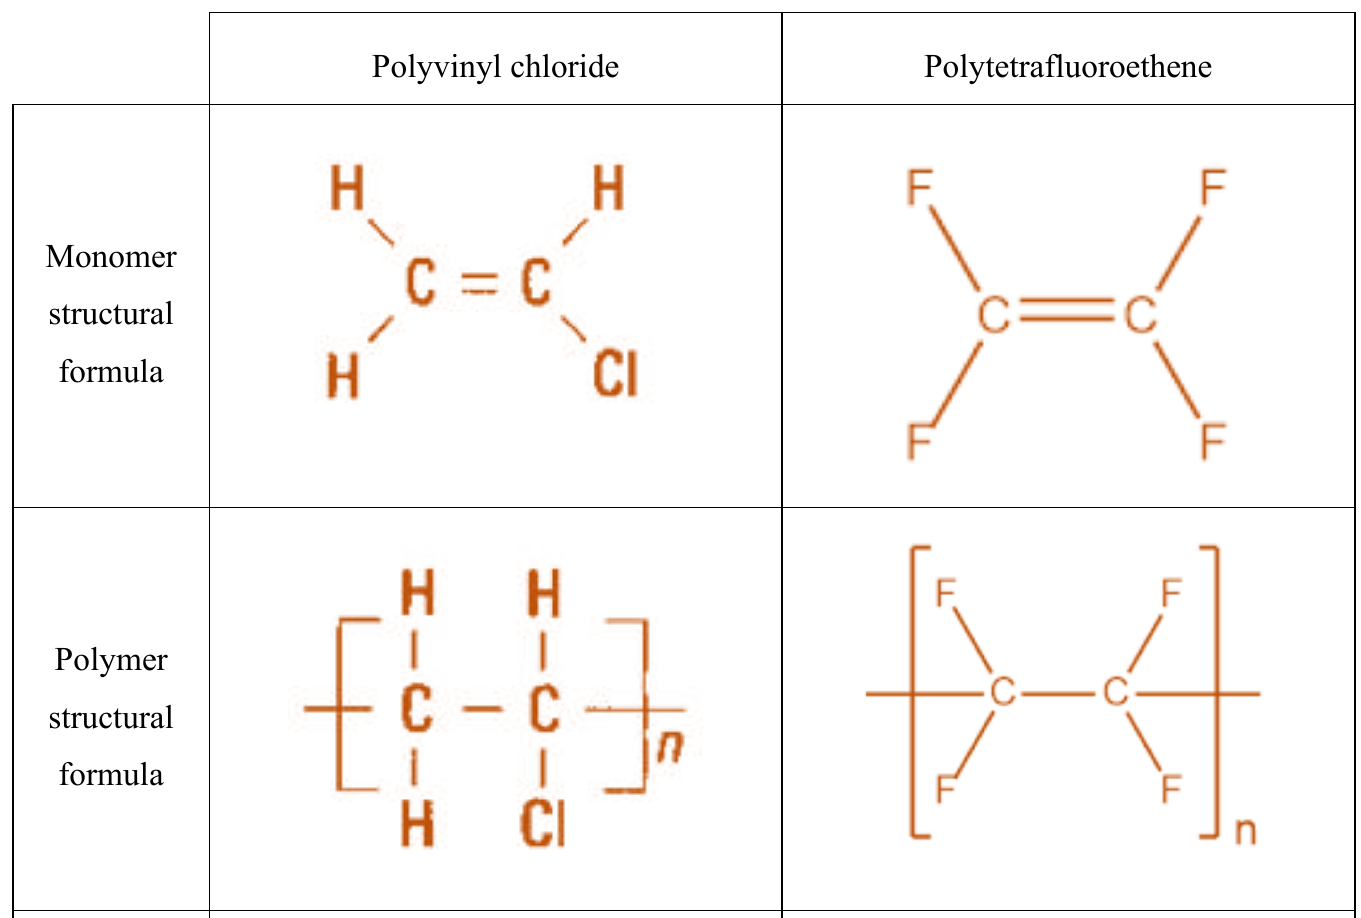 Polyvinyl chloride
Polytetrafluoroethene
Monomer
structural
formula
H H
C = C
H Cl
F F
C C
F F
Polymer
structural
formula
H H
C — C
n
H Cl
F F
C C
F F
n